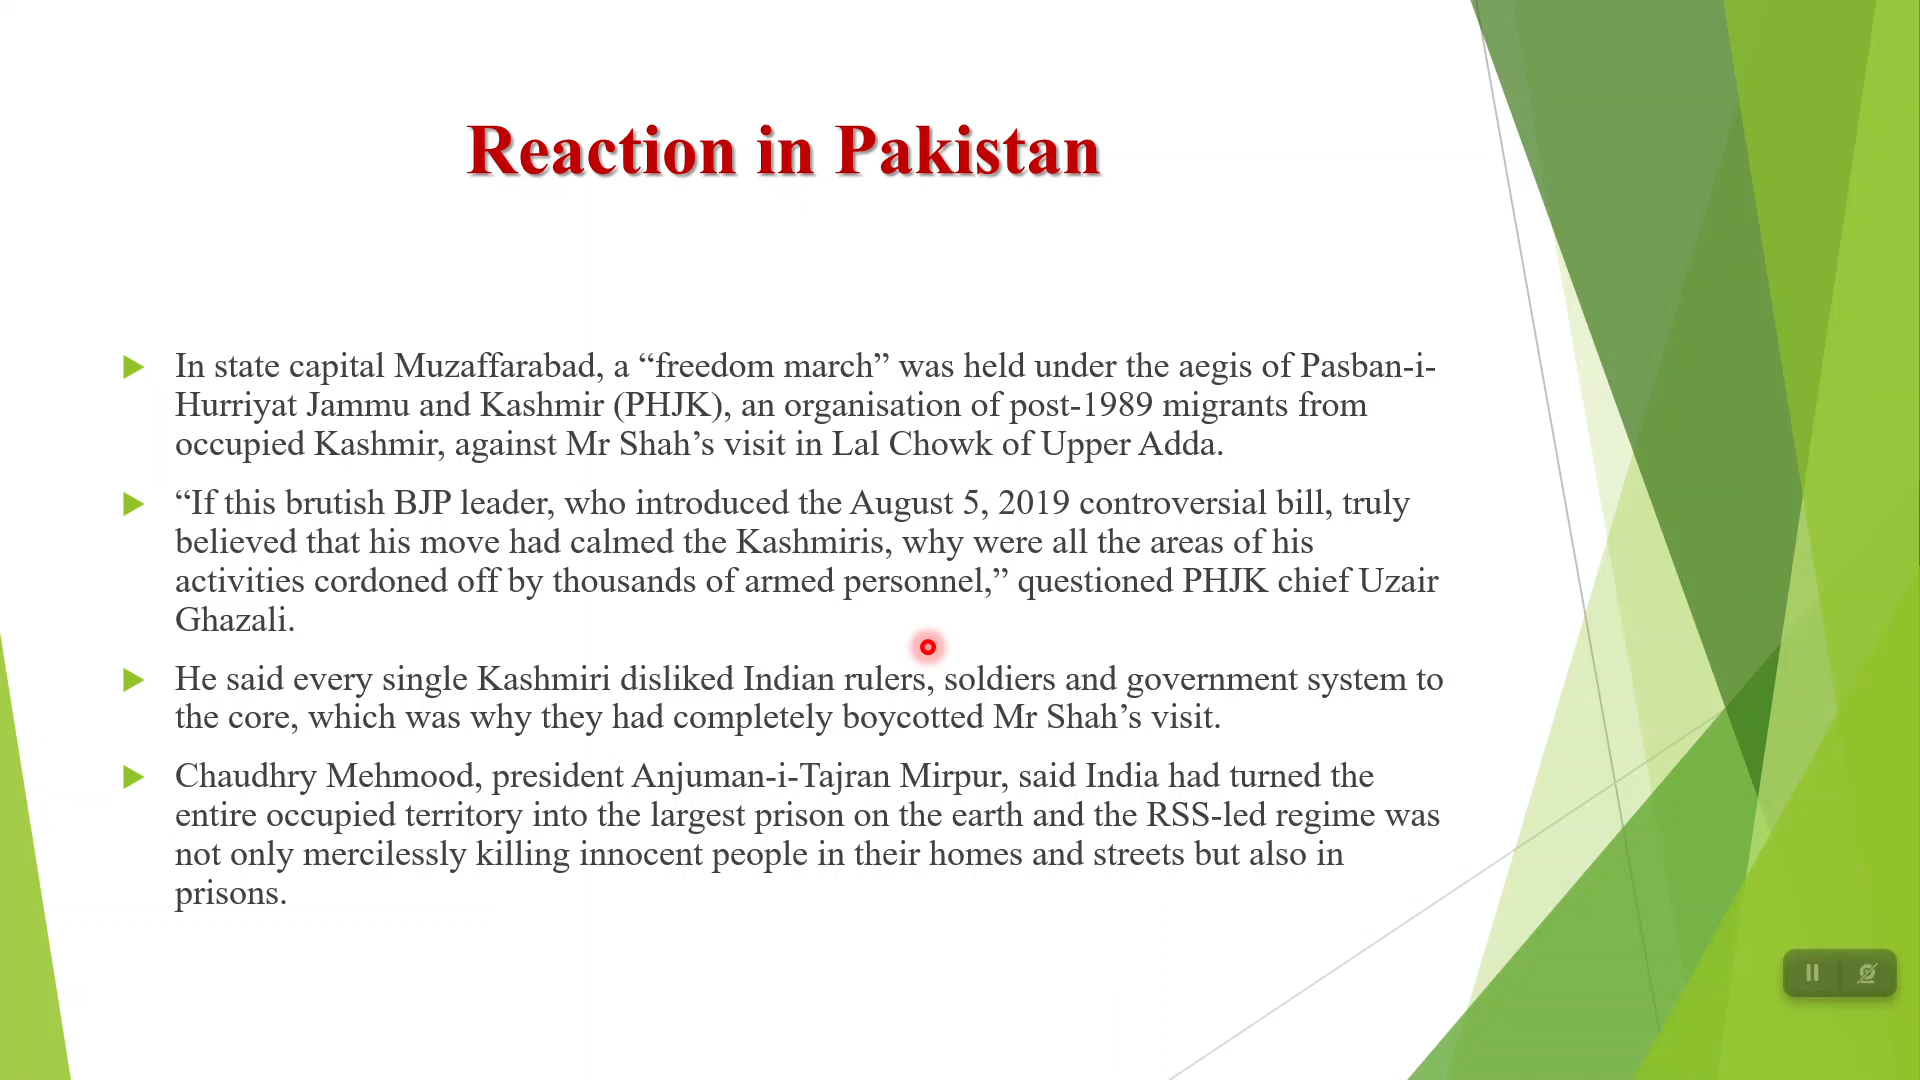 Reaction in Pakistan
In state capital Muzaffarabad, a “freedom march” was held under the aegis of Pasban-i-
Hurriyat Jammu and Kashmir (PHJK), an organisation of post-1989 migrants from
occupied Kashmir, against Mr Shah’s visit in Lal Chowk of Upper Adda.
“If this brutish BJP leader, who introduced the August 5, 2019 controversial bill, truly
believed that his move had calmed the Kashmiris, why were all the areas of his
activities cordoned off by thousands of armed personnel,” questioned PHJK chief Uzair
Ghazali.
He said every single Kashmiri disliked Indian rulers, soldiers and government system to
the core, which was why they had completely boycotted Mr Shah’s visit.
Chaudhry Mehmood, president Anjuman-i-Tajran Mirpur, said India had turned the
entire occupied territory into the largest prison on the earth and the RSS-led regime was
not only mercilessly killing innocent people in their homes and streets but also in
prisons.